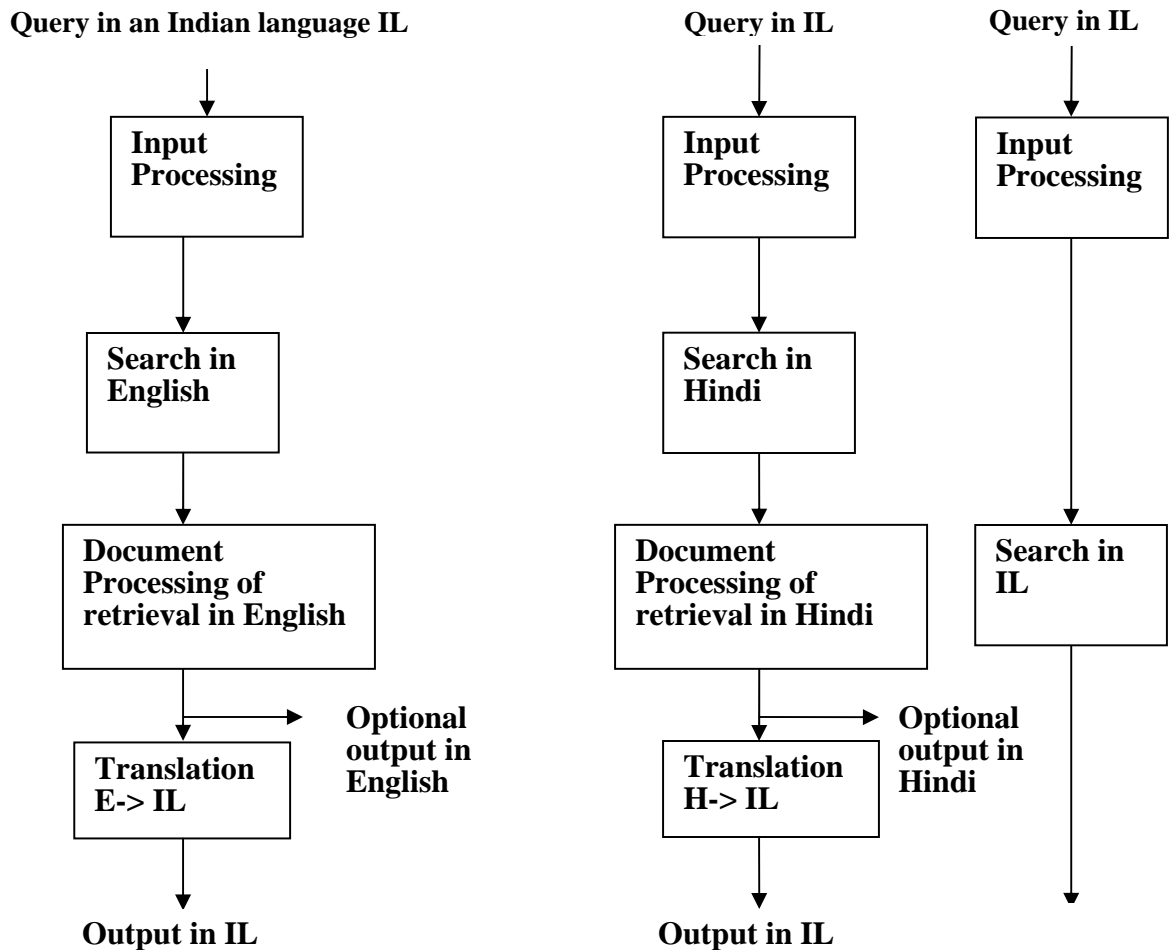 Query in an Indian language IL
Input
Processing
Search in
English
Document
Processing of
retrieval in English
Optional
output in
English
Translation
E-> IL
Output in IL
Query in IL
Input
Processing
Search in
Hindi
Document
Processing of
retrieval in Hindi
Optional
output in
Hindi
Translation
H-> IL
Output in IL
Query in IL
Input
Processing
Search in
IL